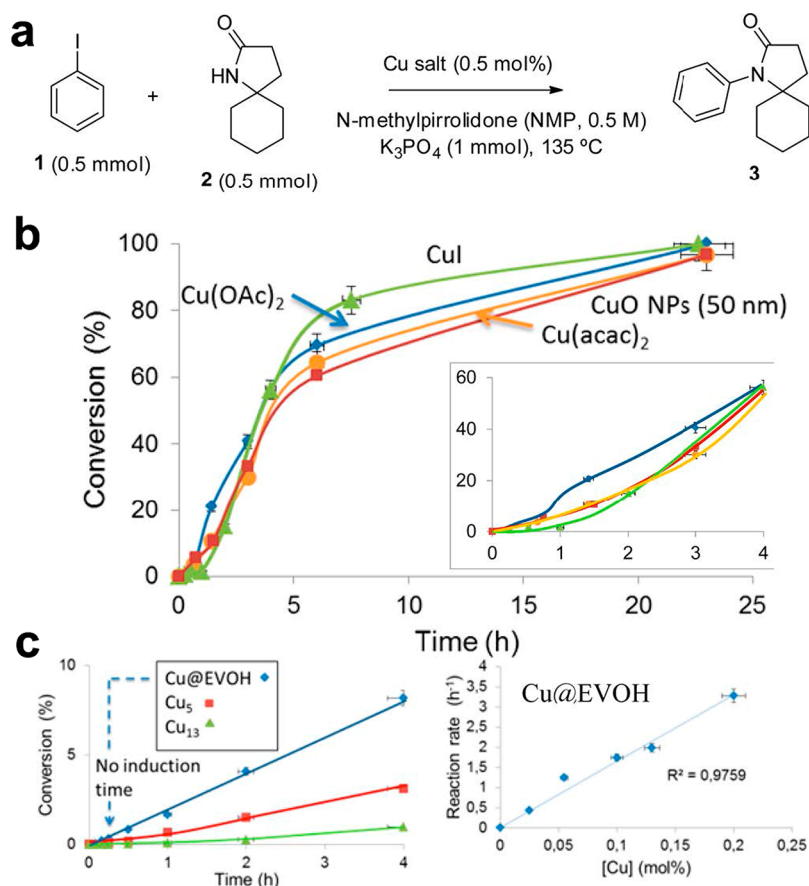 a
I
O
HN
+
1 (0.5 mmol)
2 (0.5 mmol)
Cu salt (0.5 mol%)
N-methylpirrolidone (NMP, 0.5 M)
K₃PO₄ (1 mmol), 135 ºC
O
N
3
b
Conversion (%)
100
80
60
40
20
0
0 5 10 15 20 25
Time (h)
CuI
Cu(OAc)₂
CuO NPs (50 nm)
Cu(acac)₂
60
40
20
0
0 1 2 3 4
c
Conversion (%)
10
5
0
0 1 2 3 4
Time (h)
Cu@EVOH
Cu₅
Cu₁₃
No induction
time
Reaction rate (h⁻¹)
4
3,5
3
2,5
2
1,5
1
0,5
0
0 0,05 0,1 0,15 0,2 0,25
[Cu] (mol%)
Cu@EVOH
R² = 0,9759